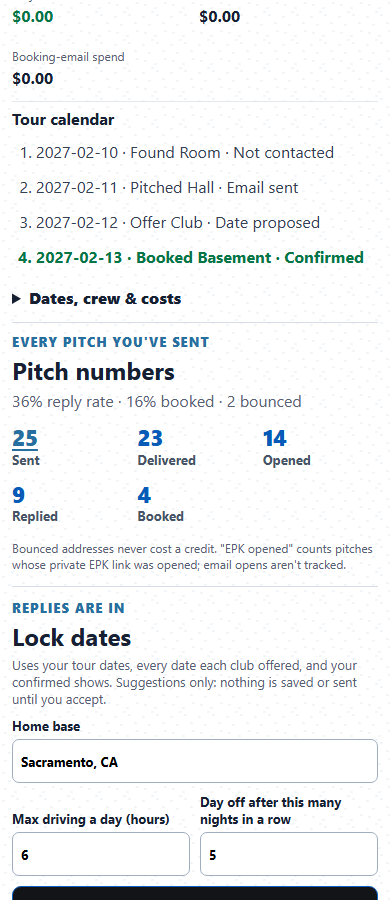 $0.00
$0.00
Booking-email spend
$0.00
Tour calendar
1. 2027-02-10 · Found Room · Not contacted
2. 2027-02-11 · Pitched Hall · Email sent
3. 2027-02-12 · Offer Club · Date proposed
4. 2027-02-13 · Booked Basement · Confirmed
▶ Dates, crew & costs
EVERY PITCH YOU'VE SENT
Pitch numbers
36% reply rate · 16% booked · 2 bounced
25
23
14
Sent
Delivered
Opened
9
4
Replied
Booked
Bounced addresses never cost a credit. "EPK opened" counts pitches
whose private EPK link was opened; email opens aren't tracked.
REPLIES ARE IN
Lock dates
Uses your tour dates, every date each club offered, and your
confirmed shows. Suggestions only: nothing is saved or sent
until you accept.
Home base
Sacramento, CA
Max driving a day (hours)
Day off after this many
nights in a row
6
5